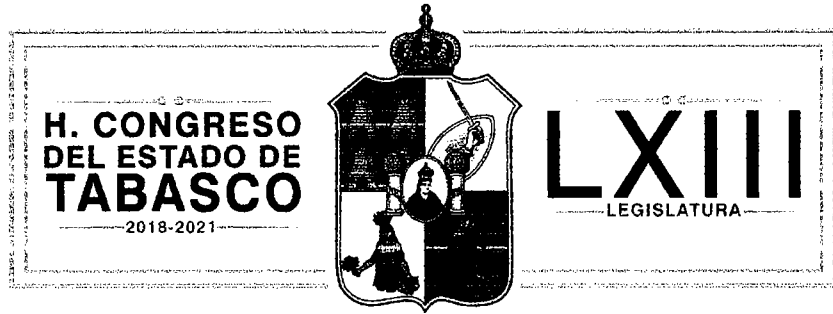 H. CONGRESO
DEL ESTADO DE
TABASCO
2018-2021
LXIII
LEGISLATURA